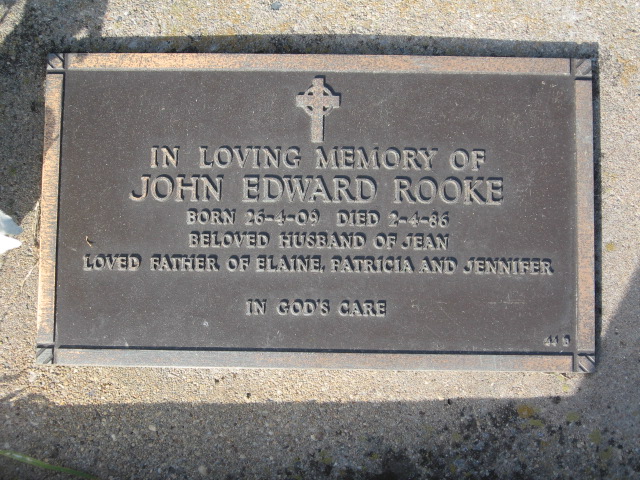 IN LOVING MEMORY OF
JOHN EDWARD ROOKE
BORN 26-4-09 DIED 2-4-86
BELOVED HUSBAND OF JEAN
LOVED FATHER OF ELAINE, PATRICIA AND JENNIFER
IN GOD'S CARE
44 D